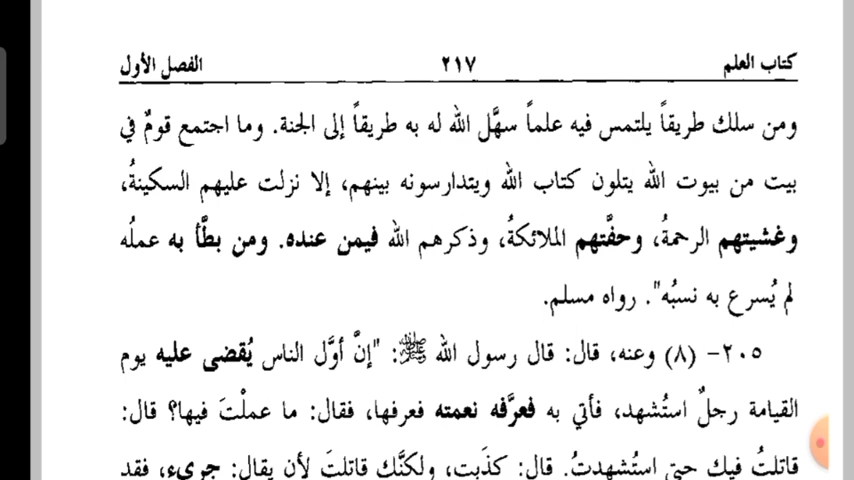 كتاب العلم ٢١٧ الفصل الأول
ومن سلك طريقاً يلتمس فيه علماً سهَّل الله له به طريقاً إلى الجنة. وما اجتمع قومٌ في
بيت من بيوت الله يتلون كتاب الله ويتدارسونه بينهم، إلا نزلت عليهم السكينةُ،
وغشيتهم الرحمةُ، وحفَّتهم الملائكةُ، وذكرهم الله فيمن عنده. ومن بطَّأ به عملُه
لم يُسرع به نسبُه". رواه مسلم.
٢٠٥- (٨) وعنه، قال: قال رسول الله ﷺ: "إنَّ أوَّل الناس يُقضى عليه يوم
القيامة رجلٌ استُشهد، فأتي به فعرَّفه نعمته فعرفها، فقال: ما عملْتَ فيها؟ قال:
قاتلتُ فيك حتى استُشهدتُ. قال: كذَبت، ولكنَّك قاتلتَ لأن يقال: جريء، فقد